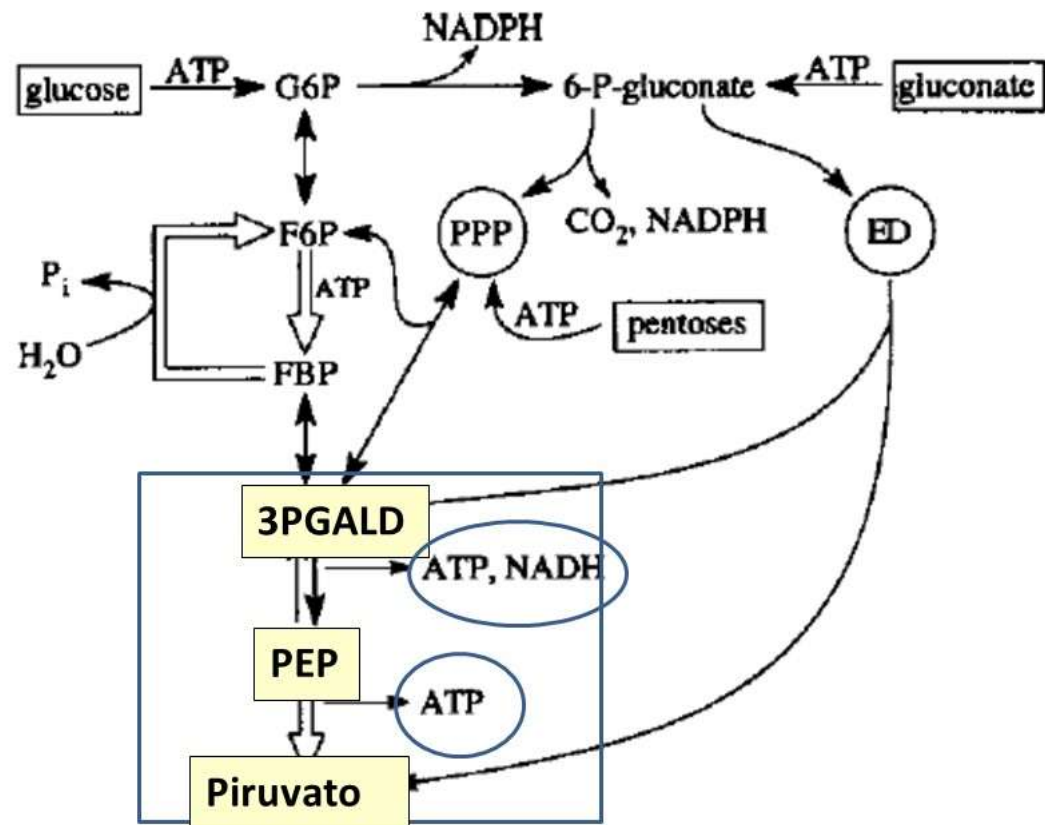 NADPH
glucose
ATP
G6P
6-P-gluconate
ATP
gluconate
F6P
PPP
CO₂, NADPH
ED
Pᵢ
ATP
ATP
pentoses
H₂O
FBP
3PGALD
ATP, NADH
PEP
ATP
Piruvato